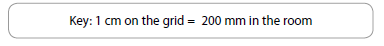 Key: 1 cm on the grid = 200 mm in the room